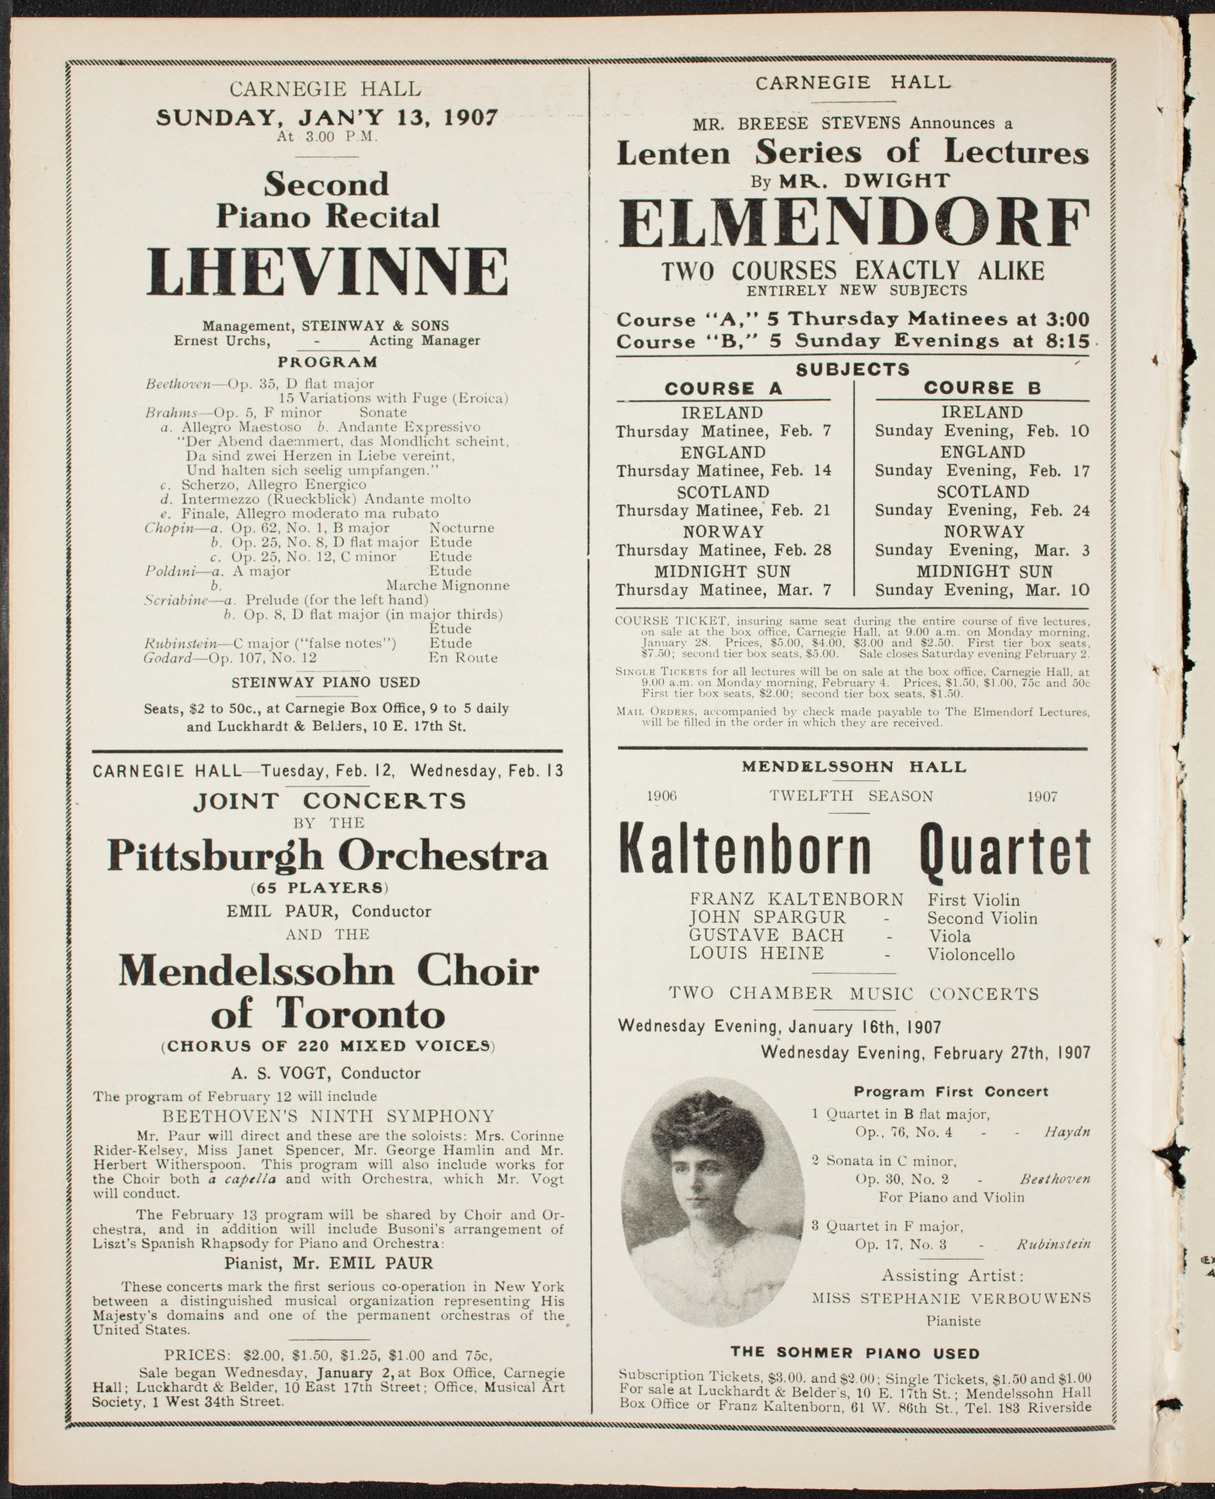 CARNEGIE HALL
SUNDAY, JAN'Y 13, 1907
At 3.00 P.M.
Second
Piano Recital
LHEVINNE
Management, STEINWAY & SONS
Ernest Urchs, - Acting Manager
PROGRAM
Beethoven—Op. 35, D flat major
15 Variations with Fuge (Eroica)
Brahms—Op. 5, F minor Sonate
a. Allegro Maestoso b. Andante Expressivo
"Der Abend daemmert, das Mondlicht scheint,
Da sind zwei Herzen in Liebe vereint,
Und halten sich seelig umpfangen."
c. Scherzo, Allegro Energico
d. Intermezzo (Rueckblick) Andante molto
e. Finale, Allegro moderato ma rubato
Chopin—a. Op. 62, No. 1, B major Nocturne
b. Op. 25, No. 8, D flat major Etude
c. Op. 25, No. 12, C minor Etude
Poldini—a. A major Etude
b. Marche Mignonne
Scriabine—a. Prelude (for the left hand)
b. Op. 8, D flat major (in major thirds)
Etude
Rubinstein—C major ("false notes") Etude
Godard—Op. 107, No. 12 En Route
STEINWAY PIANO USED
Seats, $2 to 50c., at Carnegie Box Office, 9 to 5 daily
and Luckhardt & Belders, 10 E. 17th St.
CARNEGIE HALL—Tuesday, Feb. 12, Wednesday, Feb. 13
JOINT CONCERTS
BY THE
Pittsburgh Orchestra
(65 PLAYERS)
EMIL PAUR, Conductor
AND THE
Mendelssohn Choir
of Toronto
(CHORUS OF 220 MIXED VOICES)
A. S. VOGT, Conductor
The program of February 12 will include
BEETHOVEN'S NINTH SYMPHONY
Mr. Paur will direct and these are the soloists: Mrs. Corinne
Rider-Kelsey, Miss Janet Spencer, Mr. George Hamlin and Mr.
Herbert Witherspoon. This program will also include works for
the Choir both a capella and with Orchestra, which Mr. Vogt
will conduct.
The February 13 program will be shared by Choir and Or-
chestra, and in addition will include Busoni's arrangement of
Liszt's Spanish Rhapsody for Piano and Orchestra:
Pianist, Mr. EMIL PAUR
These concerts mark the first serious co-operation in New York
between a distinguished musical organization representing His
Majesty's domains and one of the permanent orchestras of the
United States.
PRICES: $2.00, $1.50, $1.25, $1.00 and 75c,
Sale began Wednesday, January 2, at Box Office, Carnegie
Hall; Luckhardt & Belder, 10 East 17th Street; Office, Musical Art
Society, 1 West 34th Street.
CARNEGIE HALL
MR. BREESE STEVENS Announces a
Lenten Series of Lectures
By MR. DWIGHT
ELMENDORF
TWO COURSES EXACTLY ALIKE
ENTIRELY NEW SUBJECTS
Course "A," 5 Thursday Matinees at 3:00
Course "B," 5 Sunday Evenings at 8:15
SUBJECTS
COURSE A
IRELAND
Thursday Matinee, Feb. 7
ENGLAND
Thursday Matinee, Feb. 14
SCOTLAND
Thursday Matinee, Feb. 21
NORWAY
Thursday Matinee, Feb. 28
MIDNIGHT SUN
Thursday Matinee, Mar. 7
COURSE B
IRELAND
Sunday Evening, Feb. 10
ENGLAND
Sunday Evening, Feb. 17
SCOTLAND
Sunday Evening, Feb. 24
NORWAY
Sunday Evening, Mar. 3
MIDNIGHT SUN
Sunday Evening, Mar. 10
COURSE TICKET, insuring same seat during the entire course of five lectures,
on sale at the box office, Carnegie Hall, at 9.00 a.m. on Monday morning,
January 28. Prices, $5.00, $4.00, $3.00 and $2.50. First tier box seats,
$7.50; second tier box seats, $5.00. Sale closes Saturday evening February 2.
SINGLE TICKETS for all lectures will be on sale at the box office, Carnegie Hall, at
9.00 a.m. on Monday morning, February 4. Prices, $1.50, $1.00, 75c and 50c
First tier box seats, $2.00; second tier box seats, $1.50.
MAIL ORDERS, accompanied by check made payable to The Elmendorf Lectures,
will be filled in the order in which they are received.
MENDELSSOHN HALL
1906 TWELFTH SEASON 1907
Kaltenborn Quartet
FRANZ KALTENBORN First Violin
JOHN SPARGUR - Second Violin
GUSTAVE BACH - Viola
LOUIS HEINE - Violoncello
TWO CHAMBER MUSIC CONCERTS
Wednesday Evening, January 16th, 1907
Wednesday Evening, February 27th, 1907
Program First Concert
1 Quartet in B flat major,
Op., 76, No. 4 - - Haydn
2 Sonata in C minor,
Op. 30, No. 2 - Beethoven
For Piano and Violin
3 Quartet in F major,
Op. 17, No. 3 - Rubinstein
Assisting Artist:
MISS STEPHANIE VERBOUWENS
Pianiste
THE SOHMER PIANO USED
Subscription Tickets, $3.00. and $2.00; Single Tickets, $1.50 and $1.00
For sale at Luckhardt & Belder's, 10 E. 17th St.; Mendelssohn Hall
Box Office or Franz Kaltenborn, 61 W. 86th St., Tel. 183 Riverside